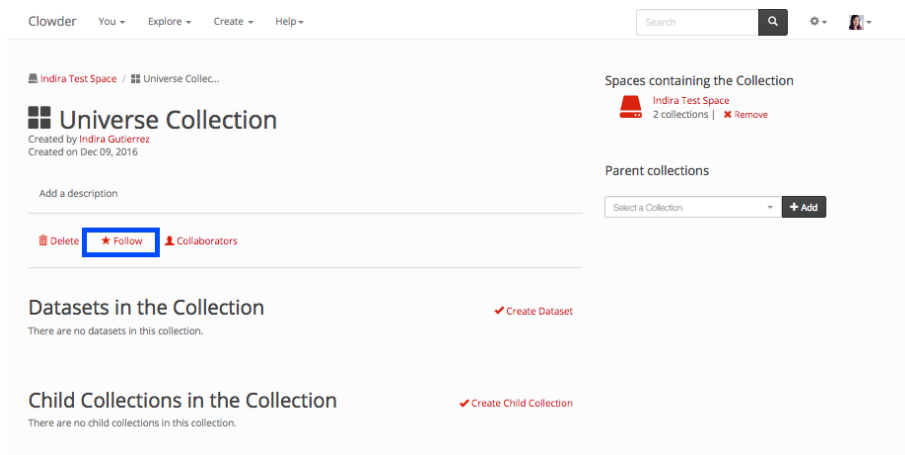 Clowder You Explore Create Help Search
Indira Test Space / Universe Collec...
Universe Collection
Created by Indira Gutierrez
Created on Dec 09, 2016
Add a description
Delete Follow Collaborators
Datasets in the Collection
Create Dataset
There are no datasets in this collection.
Child Collections in the Collection
Create Child Collection
There are no child collections in this collection.
Spaces containing the Collection
Indira Test Space
2 collections | Remove
Parent collections
Select a Collection Add